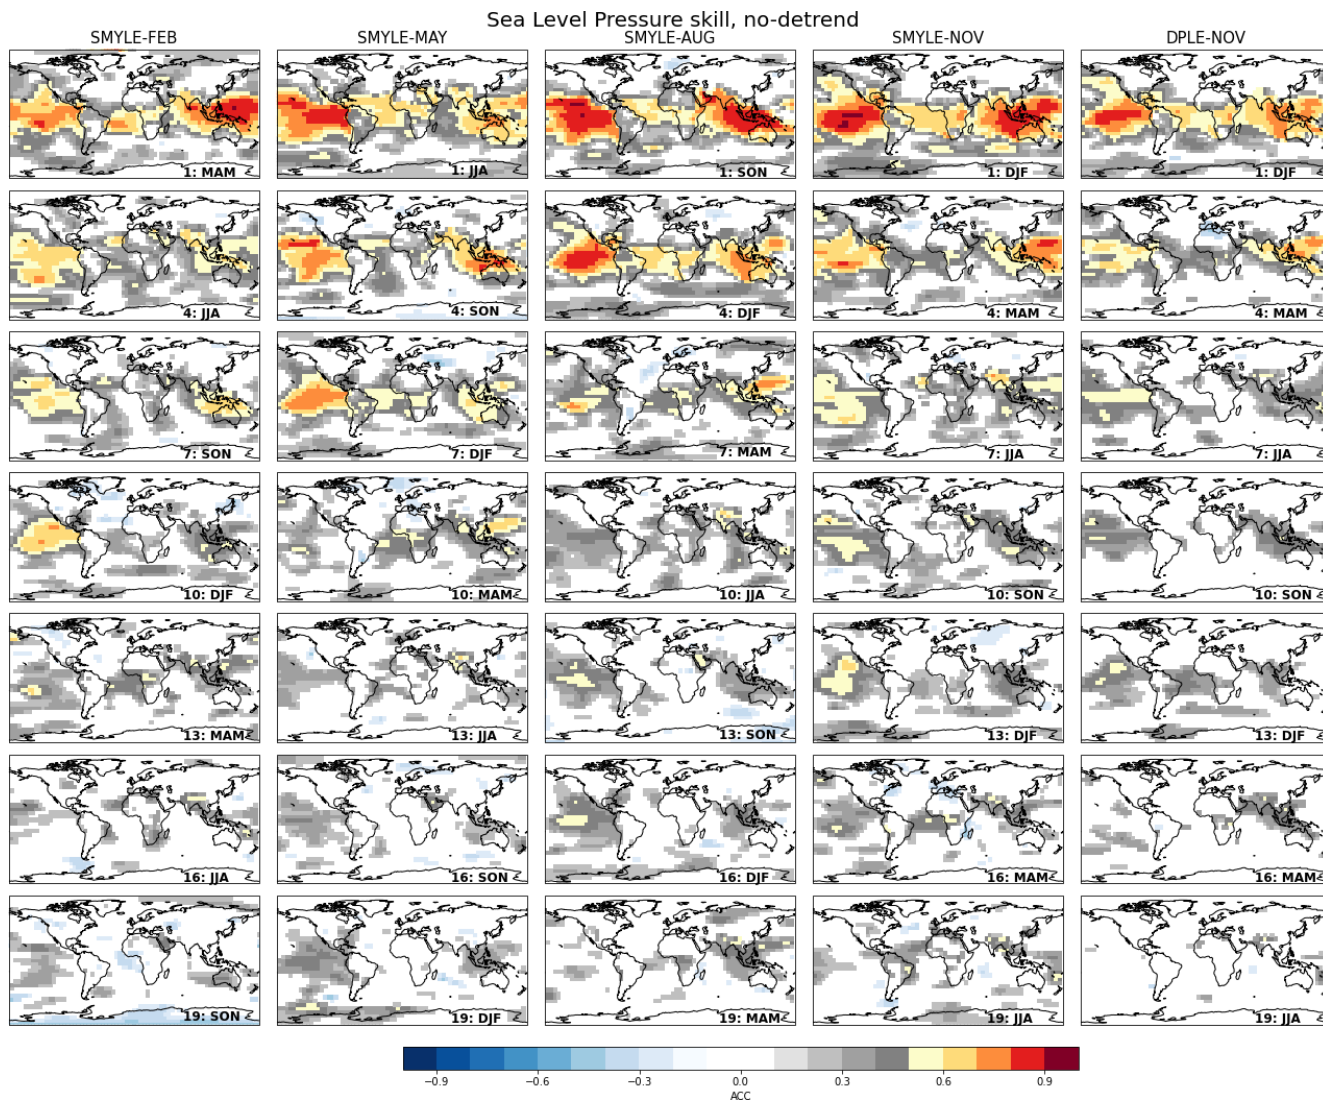 Sea Level Pressure skill, no-detrend
SMYLE-FEB SMYLE-MAY SMYLE-AUG SMYLE-NOV DPLE-NOV
1: MAM 1: JJA 1: SON 1: DJF 1: DJF
4: JJA 4: SON 4: DJF 4: MAM 4: MAM
7: SON 7: DJF 7: MAM 7: JJA 7: JJA
10: DJF 10: MAM 10: JJA 10: SON 10: SON
13: MAM 13: JJA 13: SON 13: DJF 13: DJF
16: JJA 16: SON 16: DJF 16: MAM 16: MAM
19: SON 19: DJF 19: MAM 19: JJA 19: JJA
−0.9 −0.6 −0.3 0.0 0.3 0.6 0.9
ACC